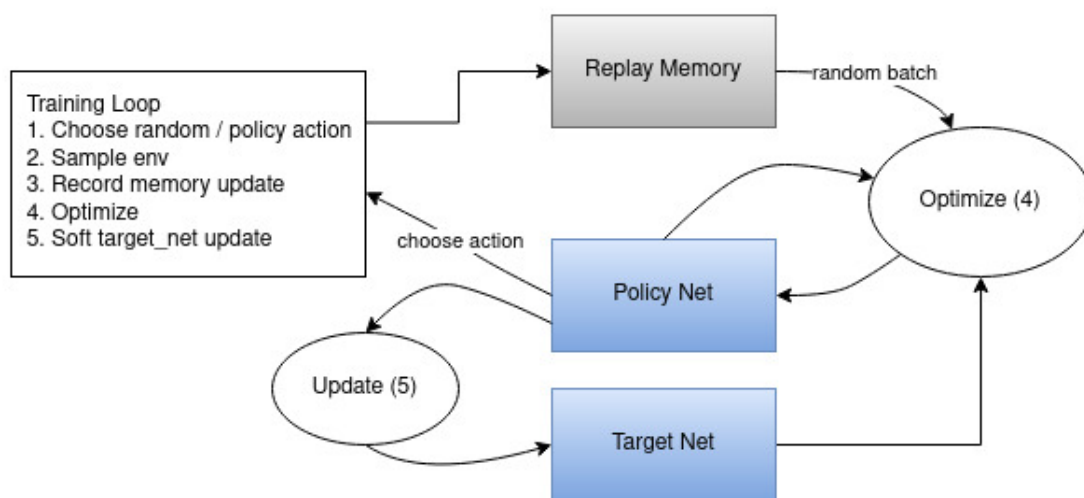 Replay Memory
random batch
Training Loop
1. Choose random / policy action
2. Sample env
3. Record memory update
4. Optimize
5. Soft target_net update
Optimize (4)
choose action
Policy Net
Update (5)
Target Net